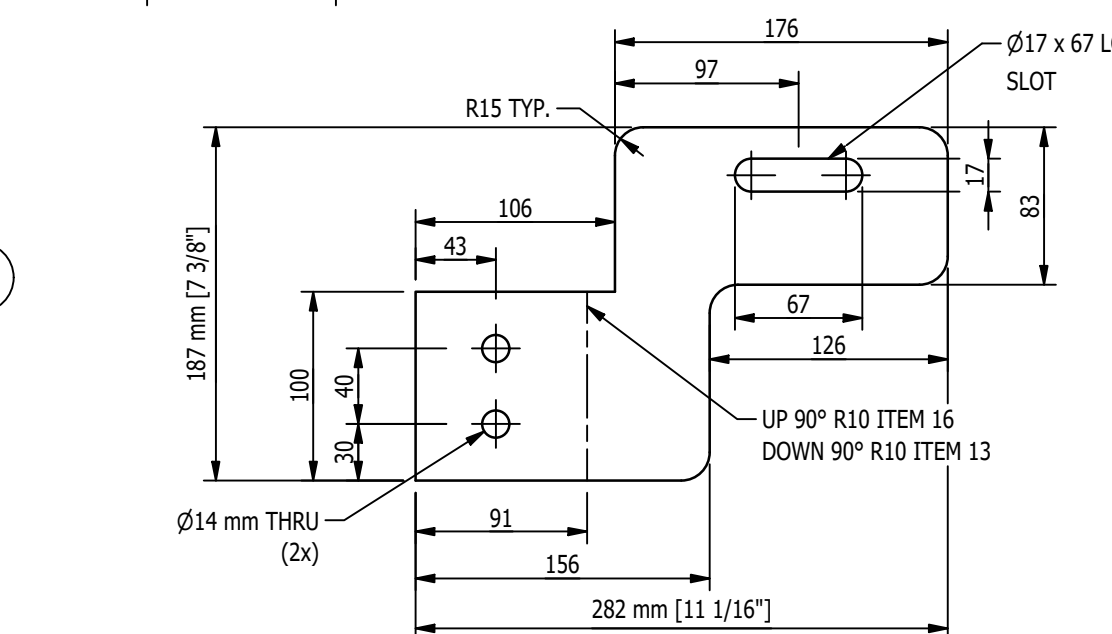 176
97
Ø17 x 67
SLOT
R15 TYP.
17
83
106
43
187 mm [7 3/8"]
67
126
100
40
30
UP 90° R10 ITEM 16
DOWN 90° R10 ITEM 13
Ø14 mm THRU
(2x)
91
156
282 mm [11 1/16"]